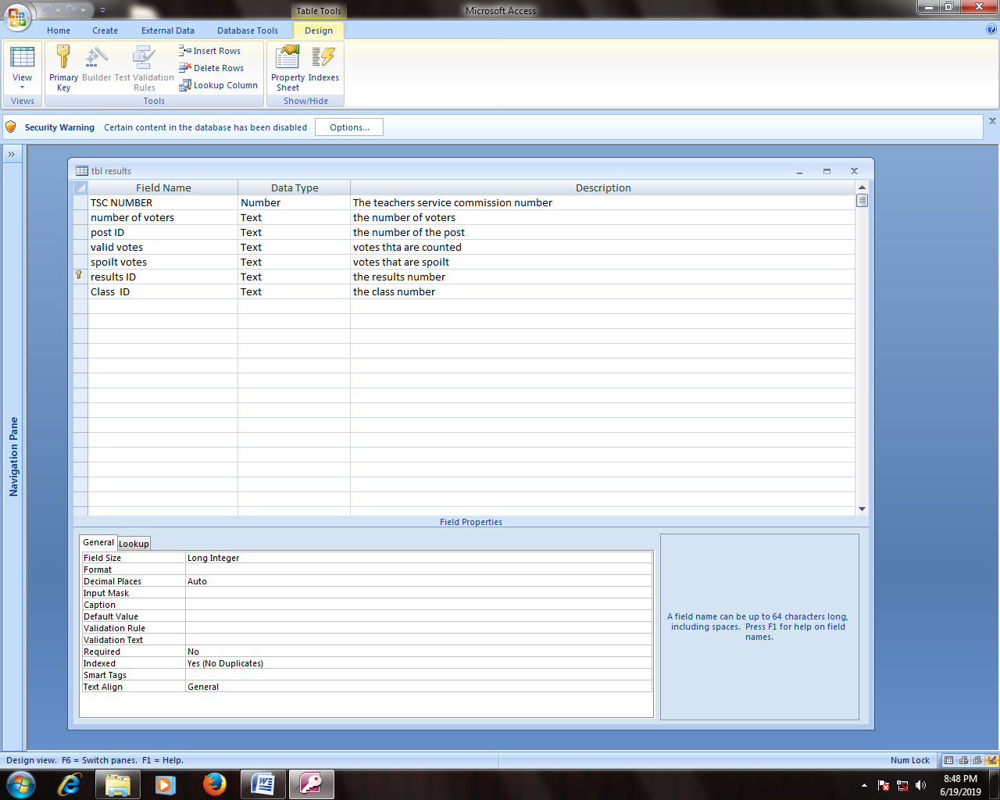 Table Tools
Microsoft Access
Home Create External Data Database Tools Design
View
Primary Key
Builder
Test Validation Rules
Insert Rows
Delete Rows
Lookup Column
Property Sheet
Indexes
Views Tools Show/Hide
Security Warning Certain content in the database has been disabled Options...
»
Navigation Pane
tbl results
Field Name Data Type Description
TSC NUMBER Number The teachers service commission number
number of voters Text the number of voters
post ID Text the number of the post
valid votes Text votes thta are counted
spoilt votes Text votes that are spoilt
results ID Text the results number
Class  ID Text the class number
Field Properties
General Lookup
Field Size Long Integer
Format
Decimal Places Auto
Input Mask
Caption
Default Value
Validation Rule
Validation Text
Required No
Indexed Yes (No Duplicates)
Smart Tags
Text Align General
A field name can be up to 64 characters long,
including spaces.  Press F1 for help on field
names.
Design view.  F6 = Switch panes.  F1 = Help. Num Lock
8:48 PM
6/19/2019